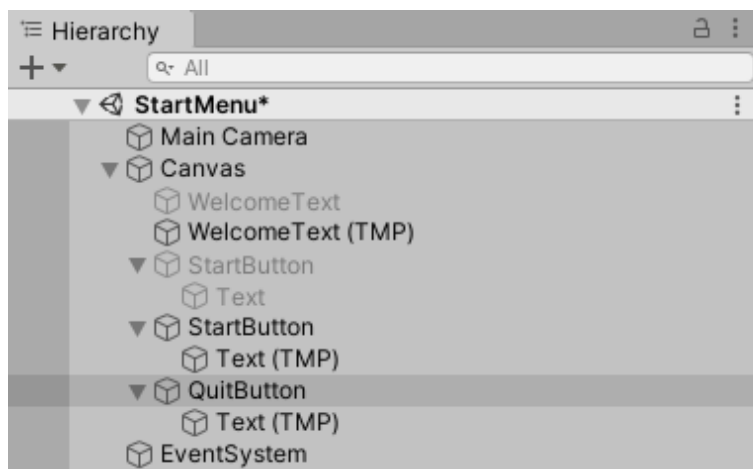 Hierarchy
All
StartMenu*
Main Camera
Canvas
WelcomeText
WelcomeText (TMP)
StartButton
Text
StartButton
Text (TMP)
QuitButton
Text (TMP)
EventSystem